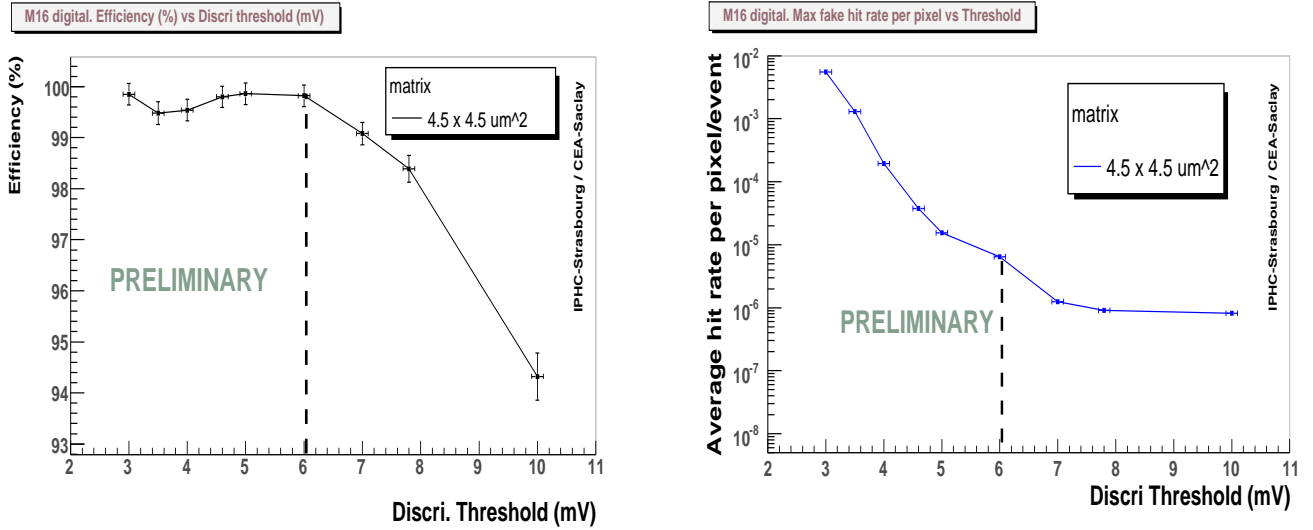 M16 digital. Efficiency (%) vs Discri threshold (mV)
Efficiency (%)
100
99
98
97
96
95
94
93
2 3 4 5 6 7 8 9 10 11
Discri. Threshold (mV)
matrix
4.5 x 4.5 um^2
PRELIMINARY
IPHC-Strasbourg / CEA-Saclay
M16 digital. Max fake hit rate per pixel vs Threshold
Average hit rate per pixel/event
10^-2
10^-3
10^-4
10^-5
10^-6
10^-7
10^-8
2 3 4 5 6 7 8 9 10 11
Discri Threshold (mV)
matrix
4.5 x 4.5 um^2
PRELIMINARY
IPHC-Strasbourg / CEA-Saclay